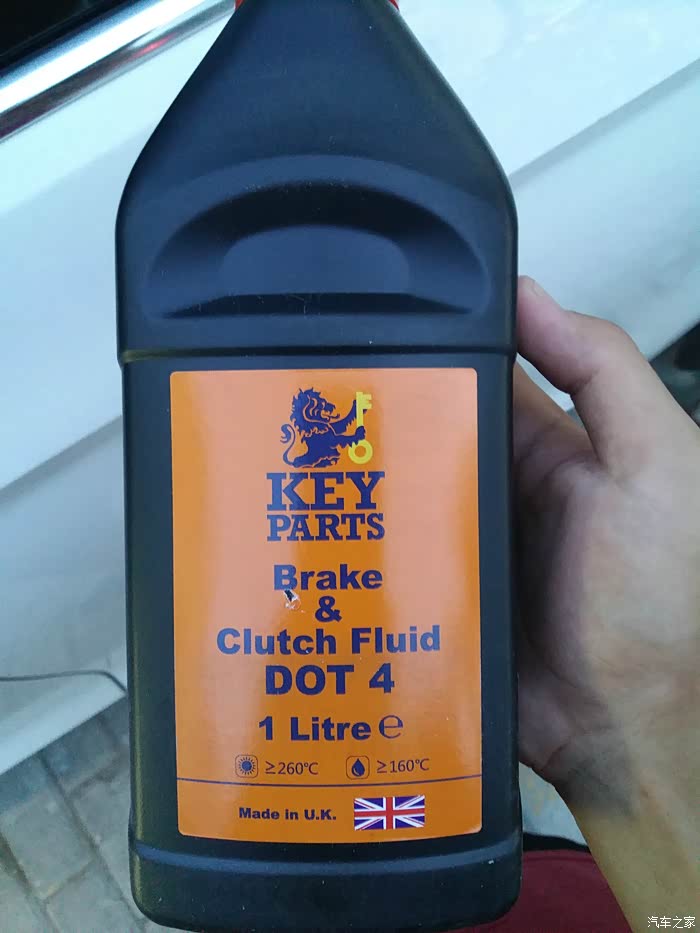 KEY
PARTS
Brake
&
Clutch Fluid
DOT 4
1 Litre ℮
≥260℃ ≥160℃
Made in U.K.
汽车之家